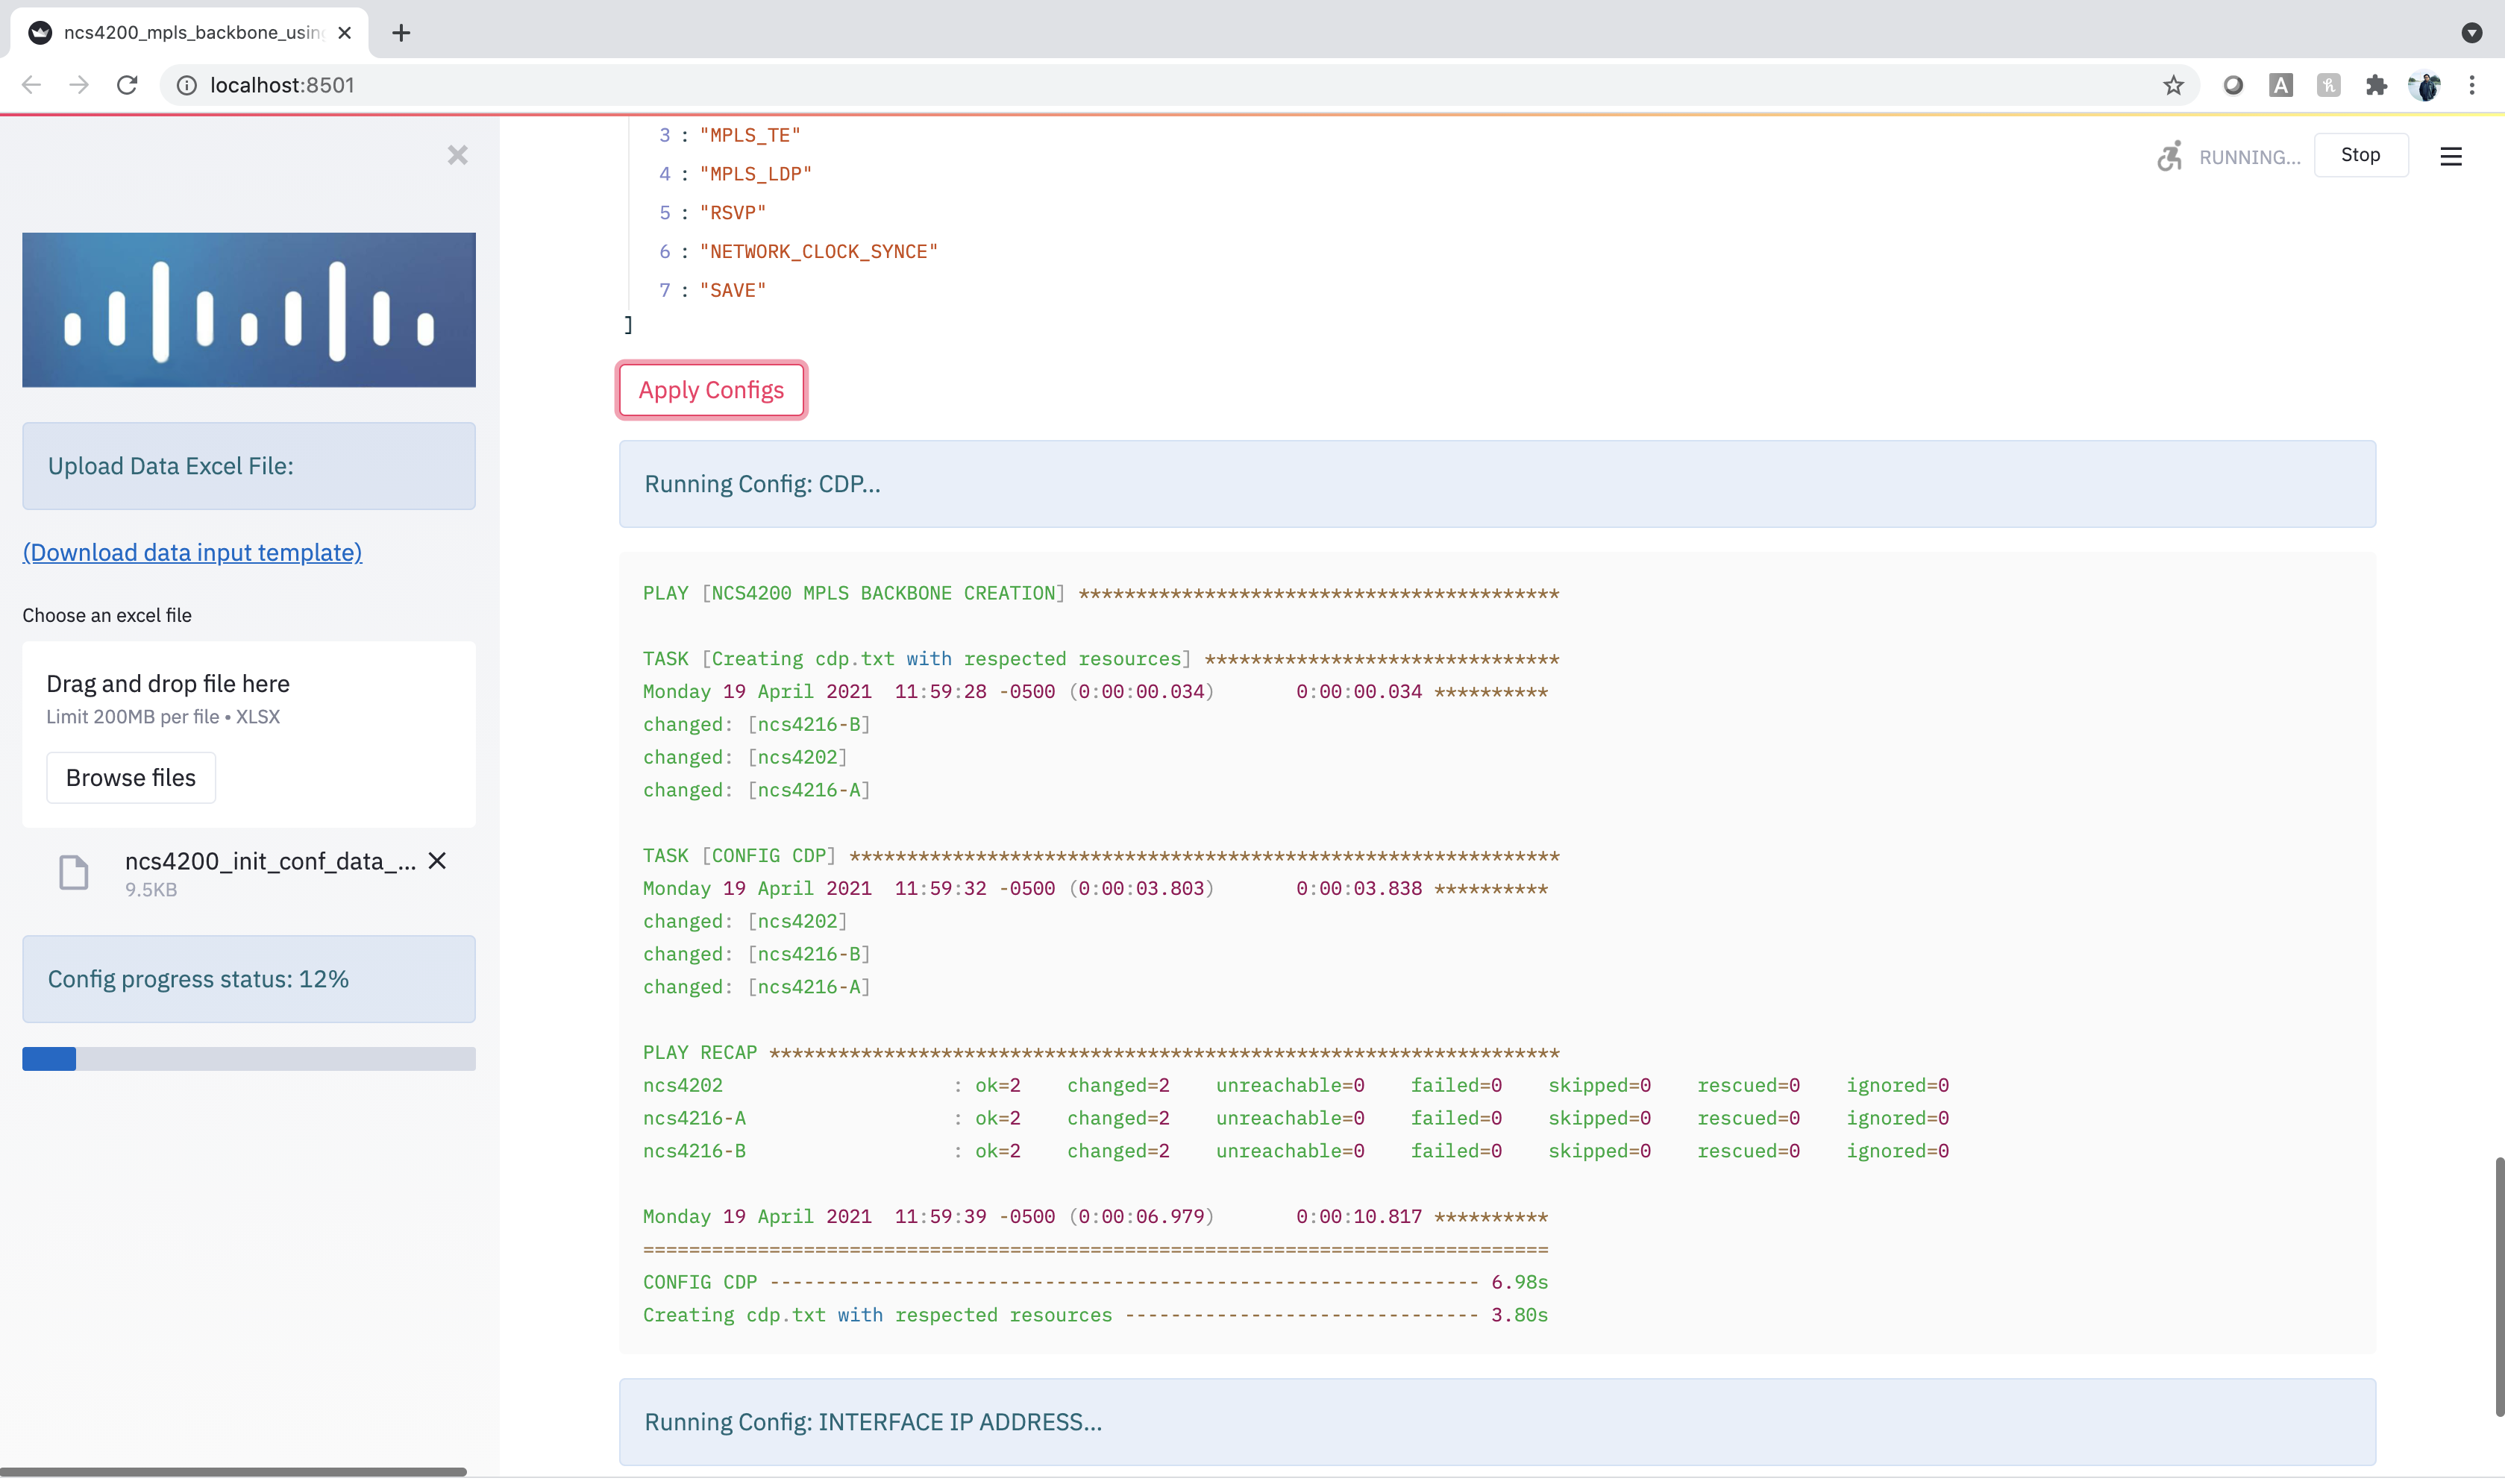 ncs4200_mpls_backbone_using
localhost:8501
Upload Data Excel File:
(Download data input template)
Choose an excel file
Drag and drop file here
Limit 200MB per file • XLSX
Browse files
ncs4200_init_conf_data_...
9.5KB
Config progress status: 12%
RUNNING...
Stop
3 : "MPLS_TE"
4 : "MPLS_LDP"
5 : "RSVP"
6 : "NETWORK_CLOCK_SYNCE"
7 : "SAVE"
]
Apply Configs
Running Config: CDP...
PLAY [NCS4200 MPLS BACKBONE CREATION] ******************************************
TASK [Creating cdp.txt with respected resources] *******************************
Monday 19 April 2021  11:59:28 -0500 (0:00:00.034)       0:00:00.034 **********
changed: [ncs4216-B]
changed: [ncs4202]
changed: [ncs4216-A]
TASK [CONFIG CDP] **************************************************************
Monday 19 April 2021  11:59:32 -0500 (0:00:03.803)       0:00:03.838 **********
changed: [ncs4202]
changed: [ncs4216-B]
changed: [ncs4216-A]
PLAY RECAP *********************************************************************
ncs4202                    : ok=2    changed=2    unreachable=0    failed=0    skipped=0    rescued=0    ignored=0
ncs4216-A                  : ok=2    changed=2    unreachable=0    failed=0    skipped=0    rescued=0    ignored=0
ncs4216-B                  : ok=2    changed=2    unreachable=0    failed=0    skipped=0    rescued=0    ignored=0
Monday 19 April 2021  11:59:39 -0500 (0:00:06.979)       0:00:10.817 **********
===============================================================================
CONFIG CDP -------------------------------------------------------------- 6.98s
Creating cdp.txt with respected resources ------------------------------- 3.80s
Running Config: INTERFACE IP ADDRESS...